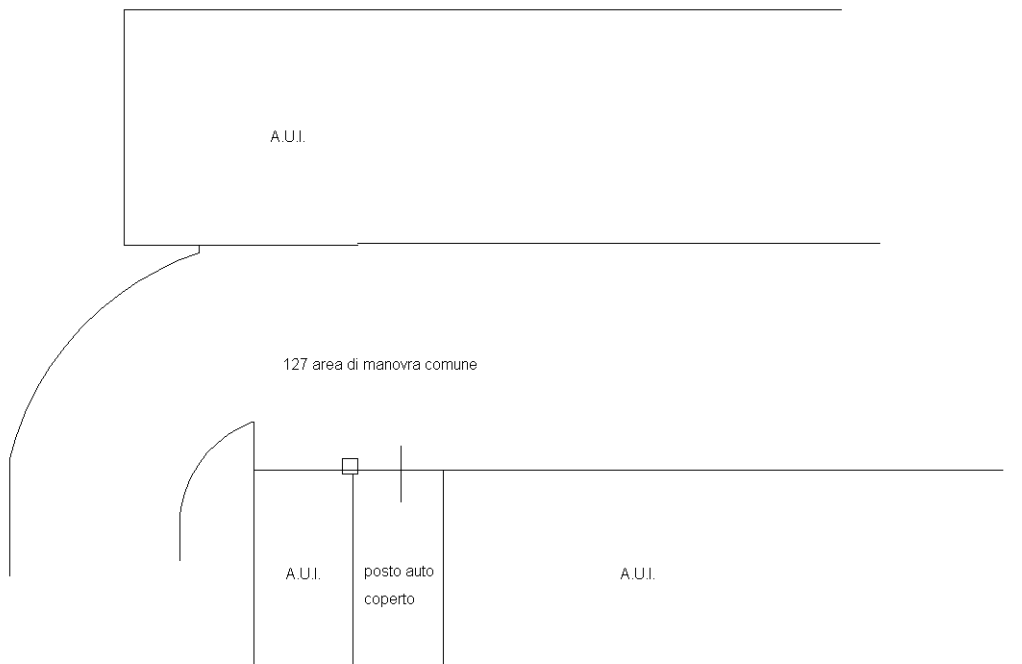 A.U.I.
127 area di manovra comune
A.U.I.
posto auto
coperto
A.U.I.